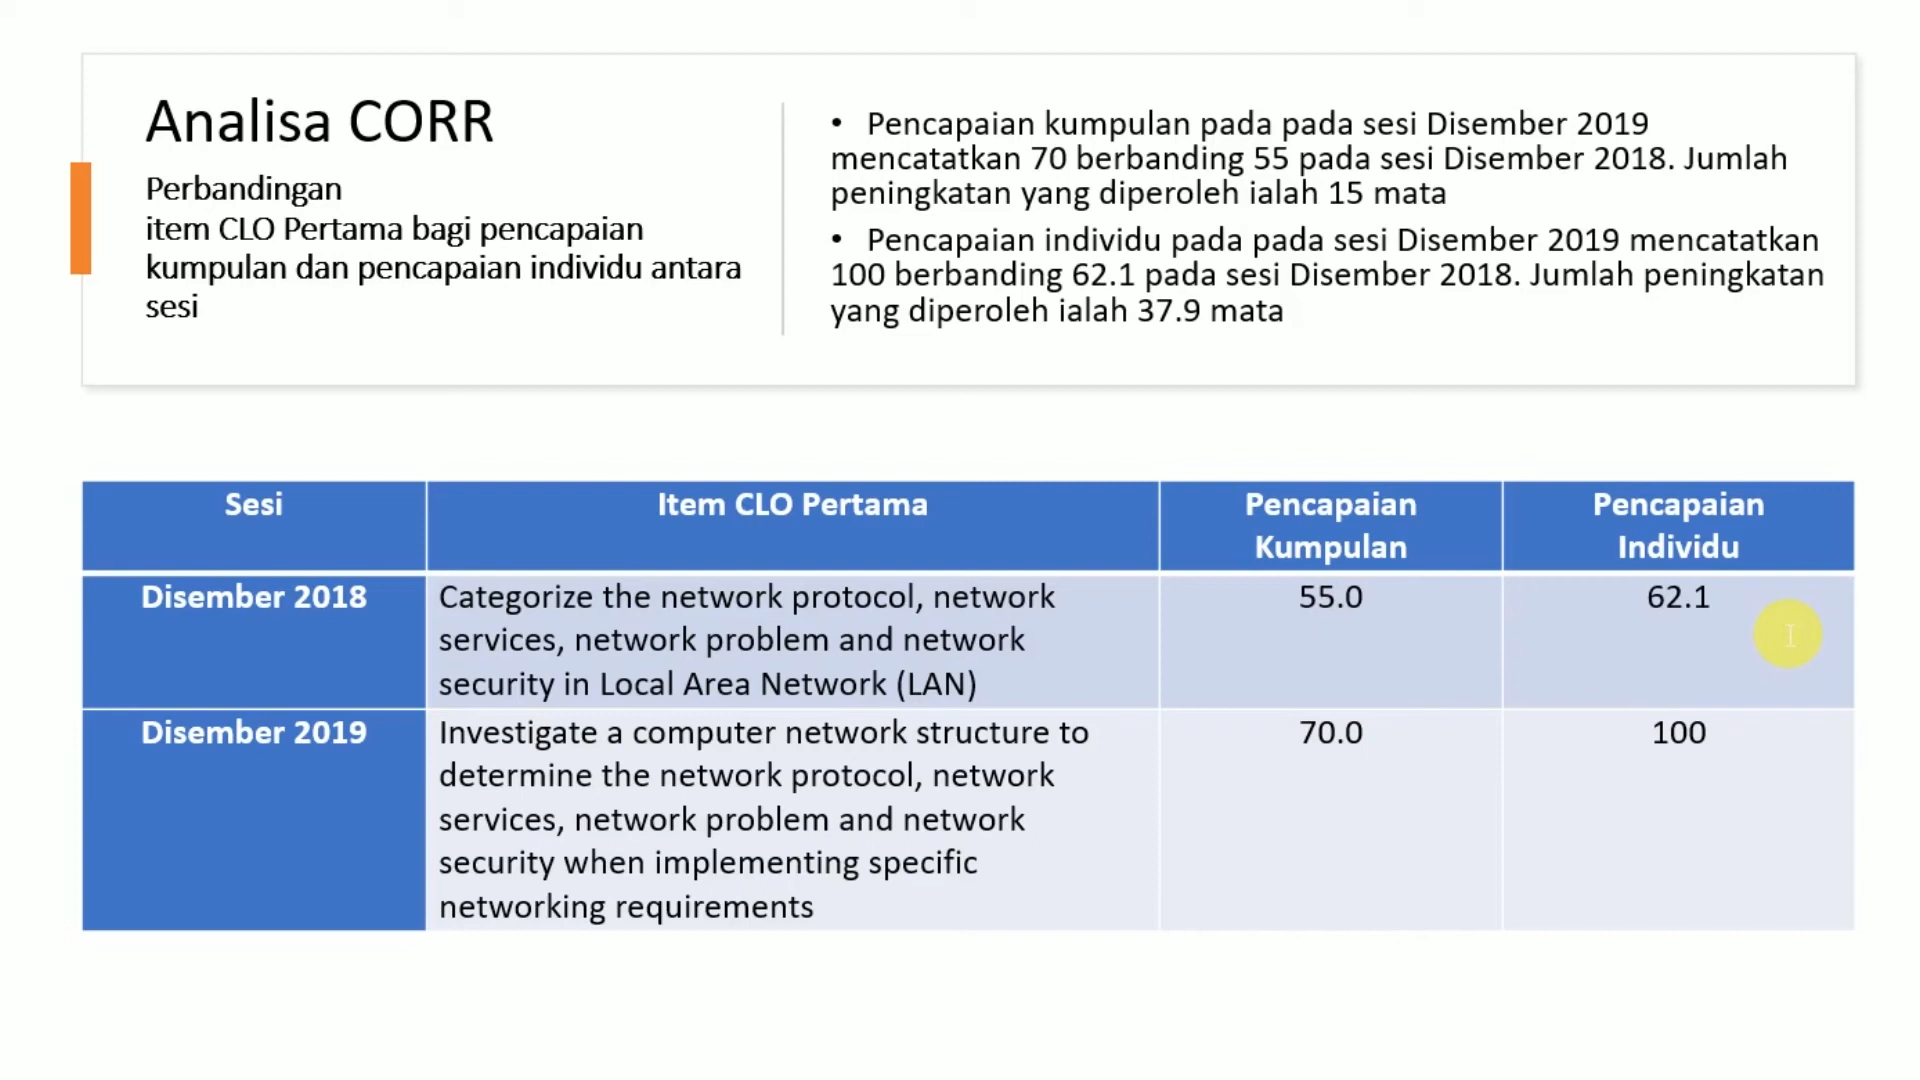 Analisa CORR
Perbandingan
item CLO Pertama bagi pencapaian
kumpulan dan pencapaian individu antara
sesi
• Pencapaian kumpulan pada pada sesi Disember 2019
mencatatkan 70 berbanding 55 pada sesi Disember 2018. Jumlah
peningkatan yang diperoleh ialah 15 mata
• Pencapaian individu pada pada sesi Disember 2019 mencatatkan
100 berbanding 62.1 pada sesi Disember 2018. Jumlah peningkatan
yang diperoleh ialah 37.9 mata
Sesi
Item CLO Pertama
Pencapaian
Kumpulan
Pencapaian
Individu
Disember 2018
Categorize the network protocol, network
services, network problem and network
security in Local Area Network (LAN)
55.0
62.1
Disember 2019
Investigate a computer network structure to
determine the network protocol, network
services, network problem and network
security when implementing specific
networking requirements
70.0
100